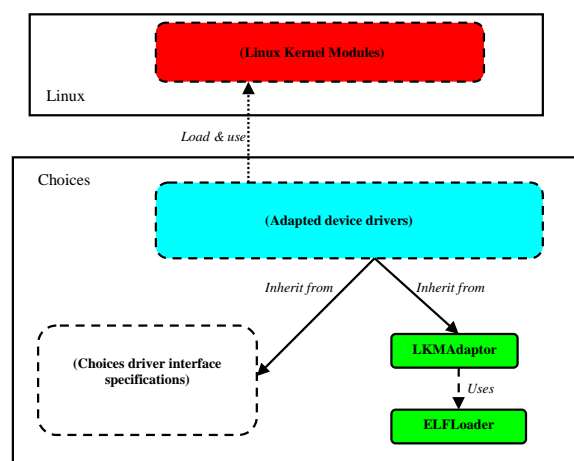 (Linux Kernel Modules)
Linux
Load & use
Choices
(Adapted device drivers)
Inherit from
Inherit from
(Choices driver interface
specifications)
LKMAdaptor
Uses
ELFLoader